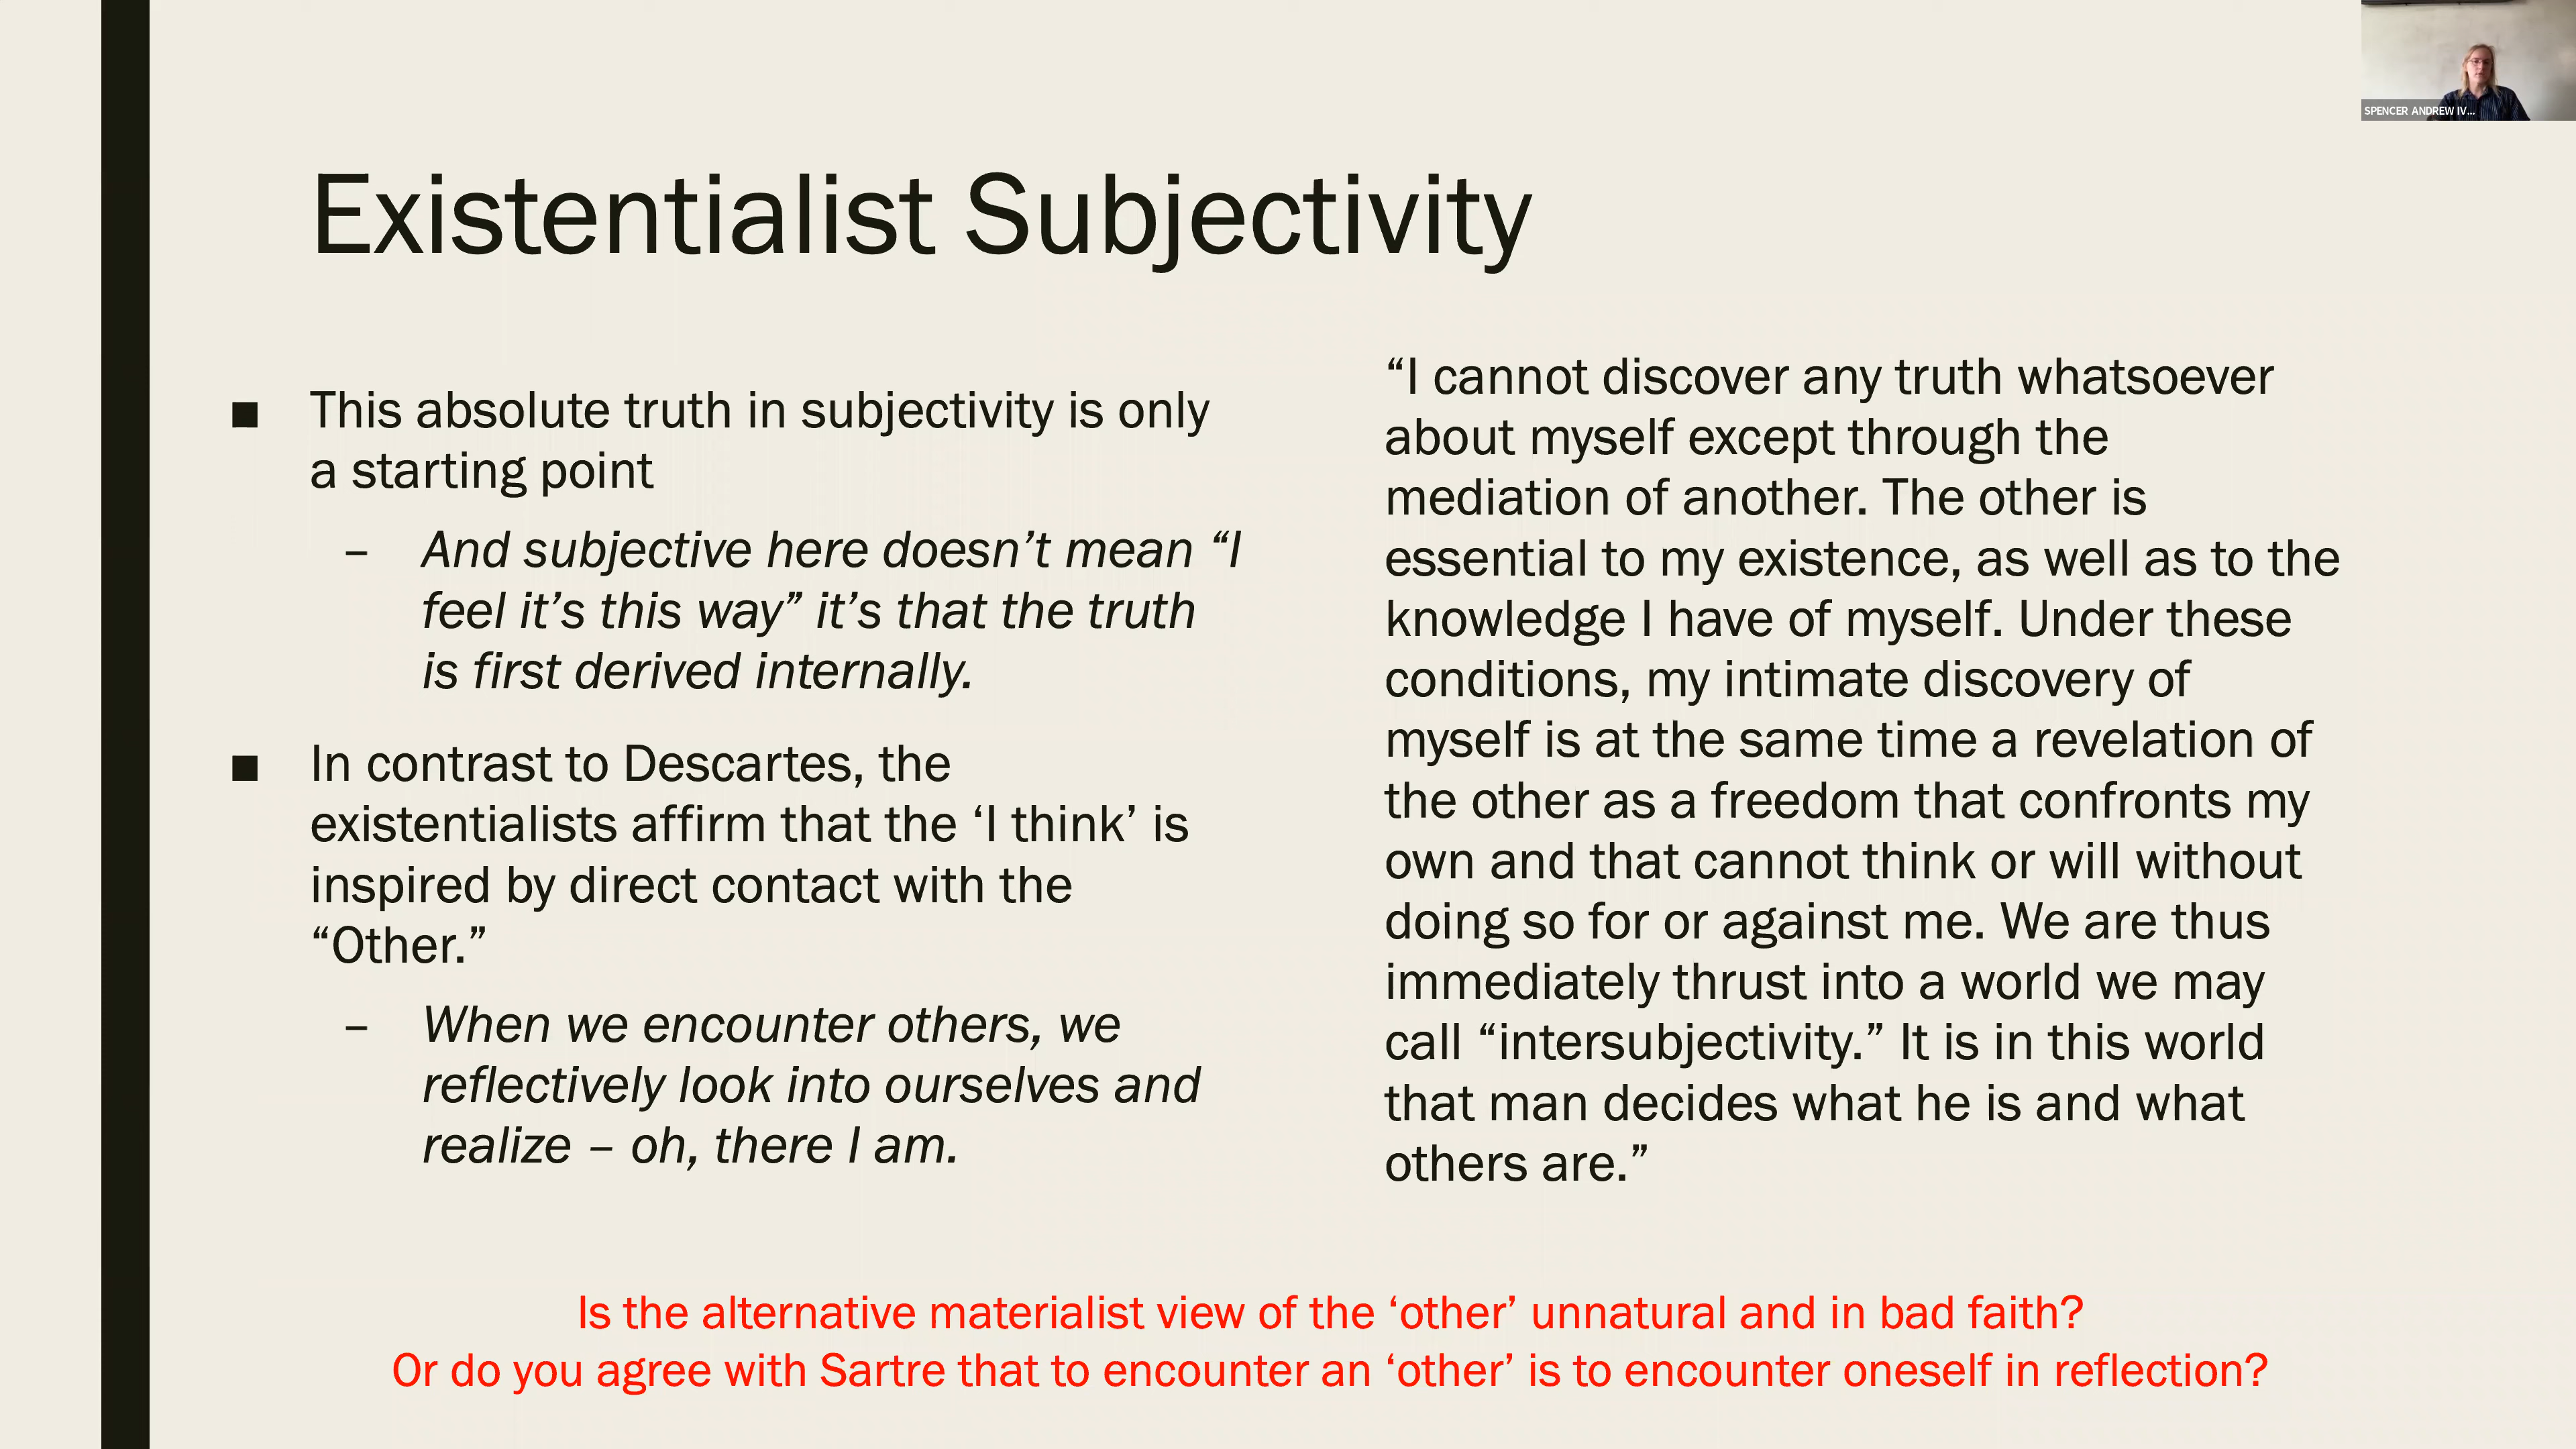 SPENCER ANDREW IV...
Existentialist Subjectivity
■ This absolute truth in subjectivity is only
a starting point
– And subjective here doesn’t mean “I
feel it’s this way” it’s that the truth
is first derived internally.
■ In contrast to Descartes, the
existentialists affirm that the ‘I think’ is
inspired by direct contact with the
“Other.”
– When we encounter others, we
reflectively look into ourselves and
realize – oh, there I am.
“I cannot discover any truth whatsoever
about myself except through the
mediation of another. The other is
essential to my existence, as well as to the
knowledge I have of myself. Under these
conditions, my intimate discovery of
myself is at the same time a revelation of
the other as a freedom that confronts my
own and that cannot think or will without
doing so for or against me. We are thus
immediately thrust into a world we may
call “intersubjectivity.” It is in this world
that man decides what he is and what
others are.”
Is the alternative materialist view of the ‘other’ unnatural and in bad faith?
Or do you agree with Sartre that to encounter an ‘other’ is to encounter oneself in reflection?